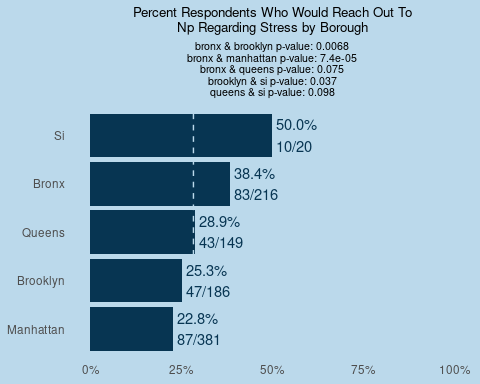 Percent Respondents Who Would Reach Out To
Np Regarding Stress by Borough
bronx & brooklyn p-value: 0.0068
bronx & manhattan p-value: 7.4e-05
bronx & queens p-value: 0.075
brooklyn & si p-value: 0.037
queens & si p-value: 0.098
Si
50.0%
10/20
Bronx
38.4%
83/216
Queens
28.9%
43/149
Brooklyn
25.3%
47/186
Manhattan
22.8%
87/381
0% 25% 50% 75% 100%